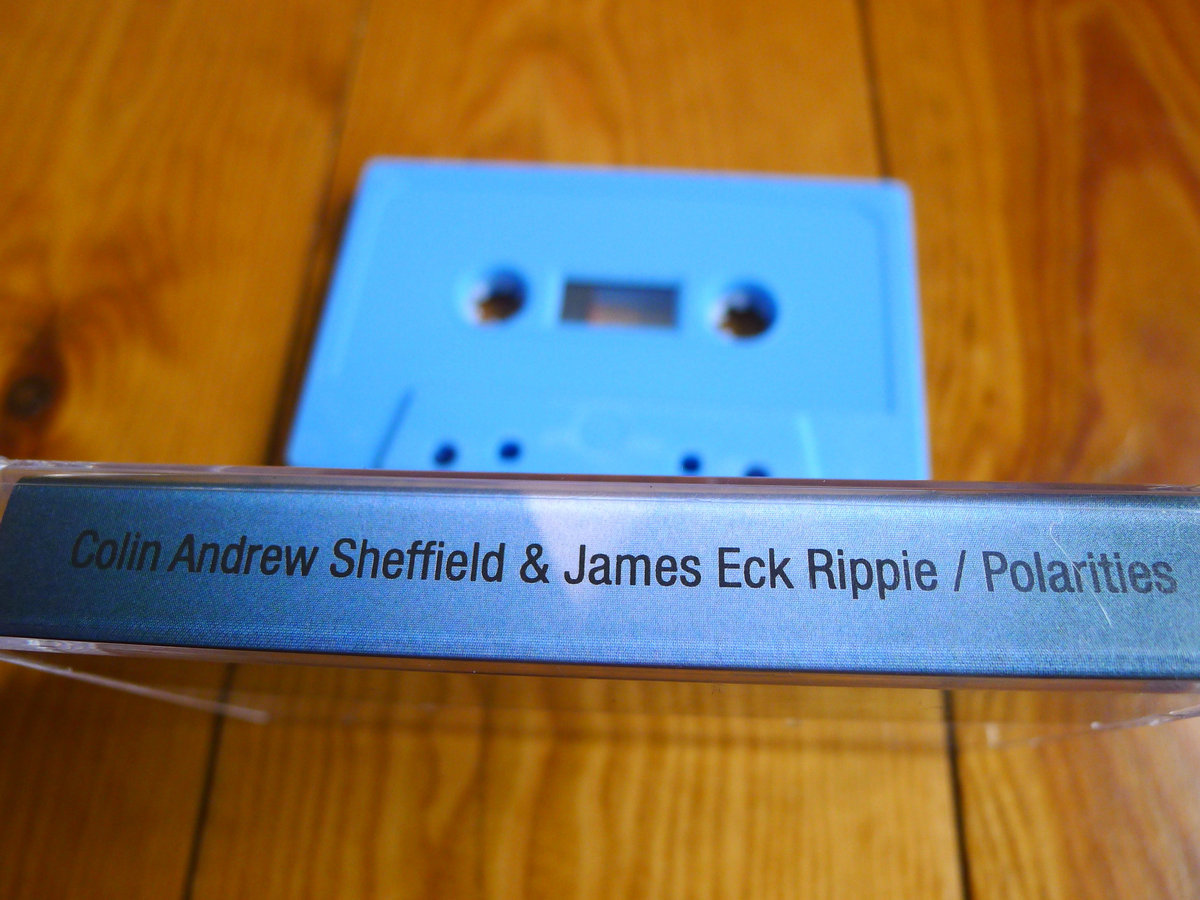 Colin Andrew Sheffield & James Eck Rippie / Polarities